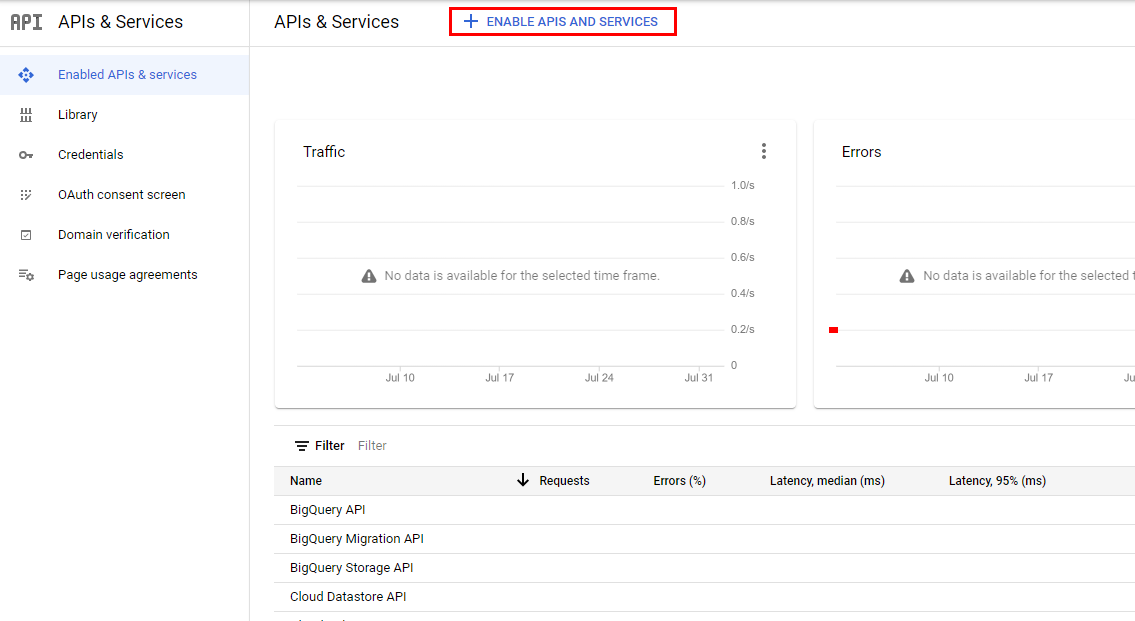 API APIs & Services
APIs & Services
ENABLE APIS AND SERVICES
Enabled APIs & services
Library
Credentials
OAuth consent screen
Domain verification
Page usage agreements
Traffic
1.0/s
0.8/s
0.6/s
No data is available for the selected time frame.
0.4/s
0.2/s
0
Jul 10 Jul 17 Jul 24 Jul 31
Errors
No data is available for the selected
Jul 10 Jul 17
Filter Filter
Name Requests Errors (%) Latency, median (ms) Latency, 95% (ms)
BigQuery API
BigQuery Migration API
BigQuery Storage API
Cloud Datastore API